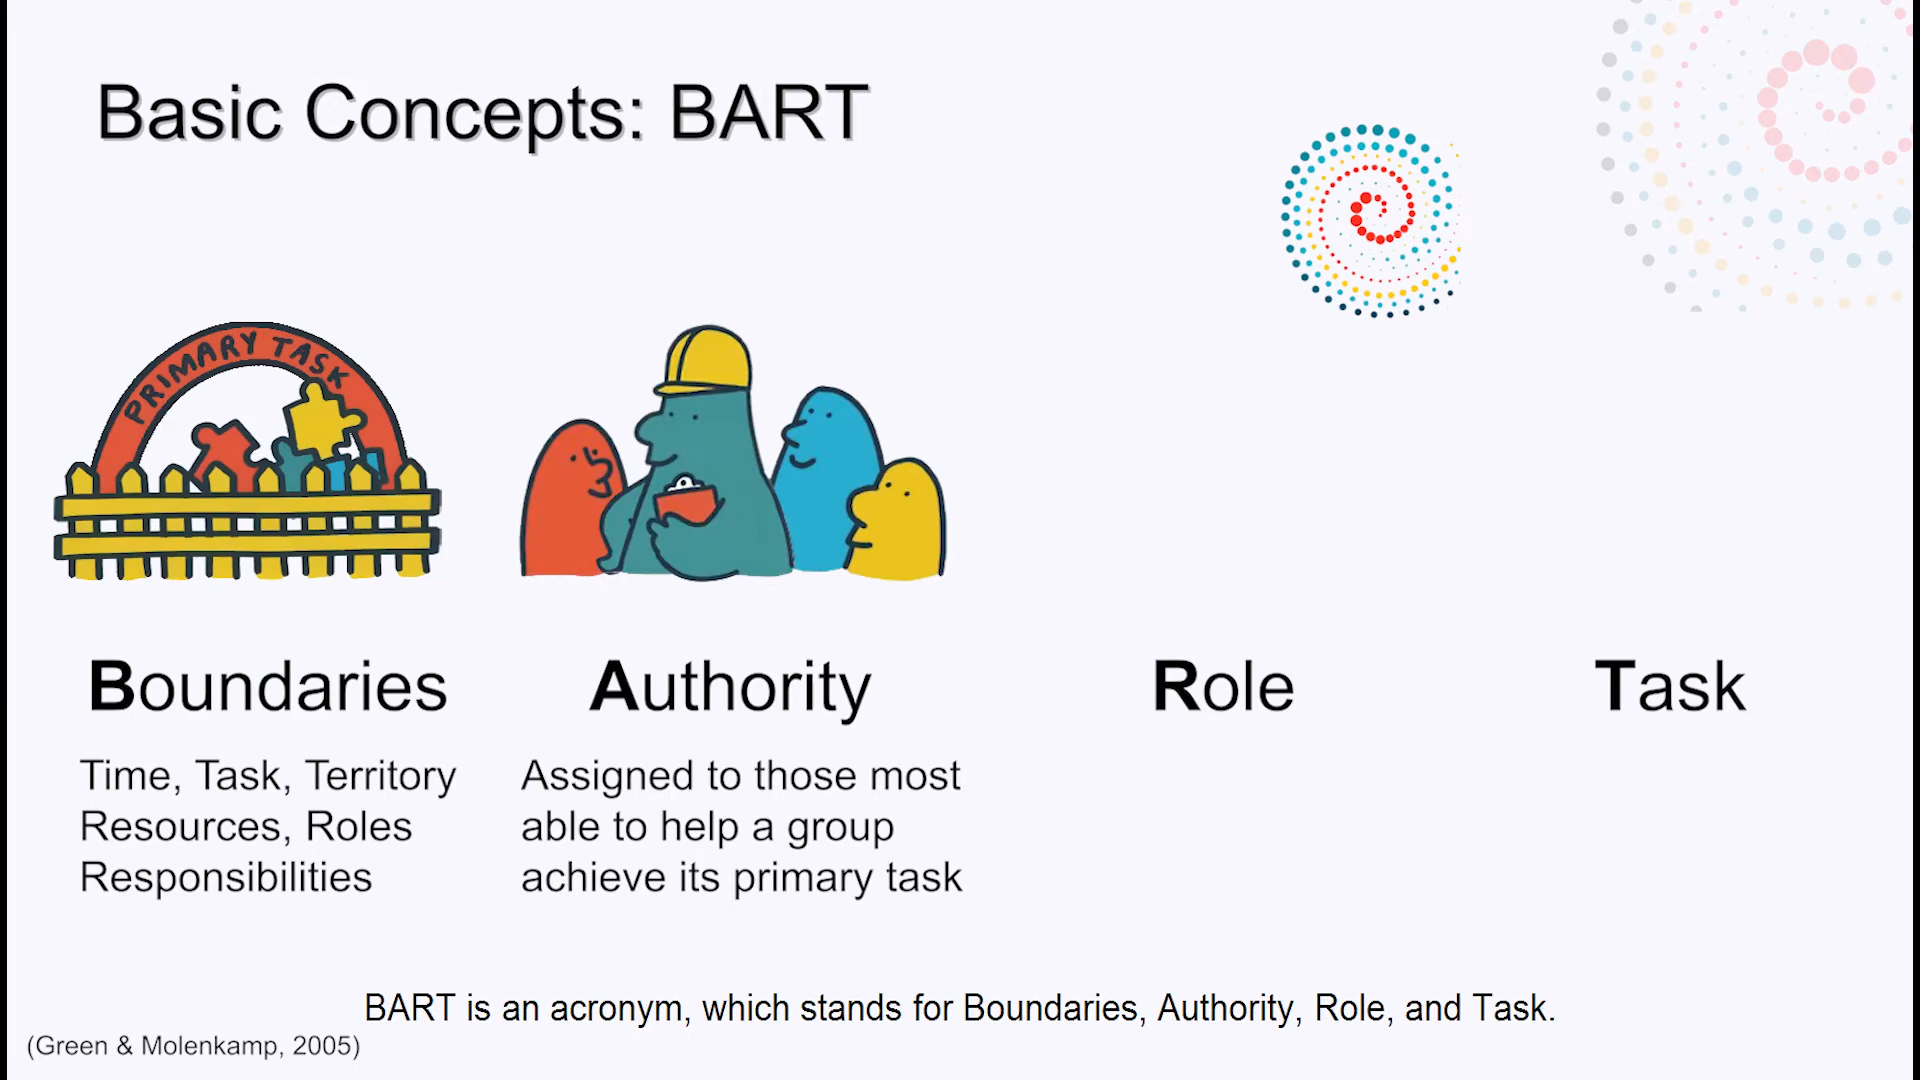 Basic Concepts: BART
PRIMARY TASK
Boundaries
Time, Task, Territory
Resources, Roles
Responsibilities
Authority
Assigned to those most
able to help a group
achieve its primary task
Role
Task
BART is an acronym, which stands for Boundaries, Authority, Role, and Task.
(Green & Molenkamp, 2005)